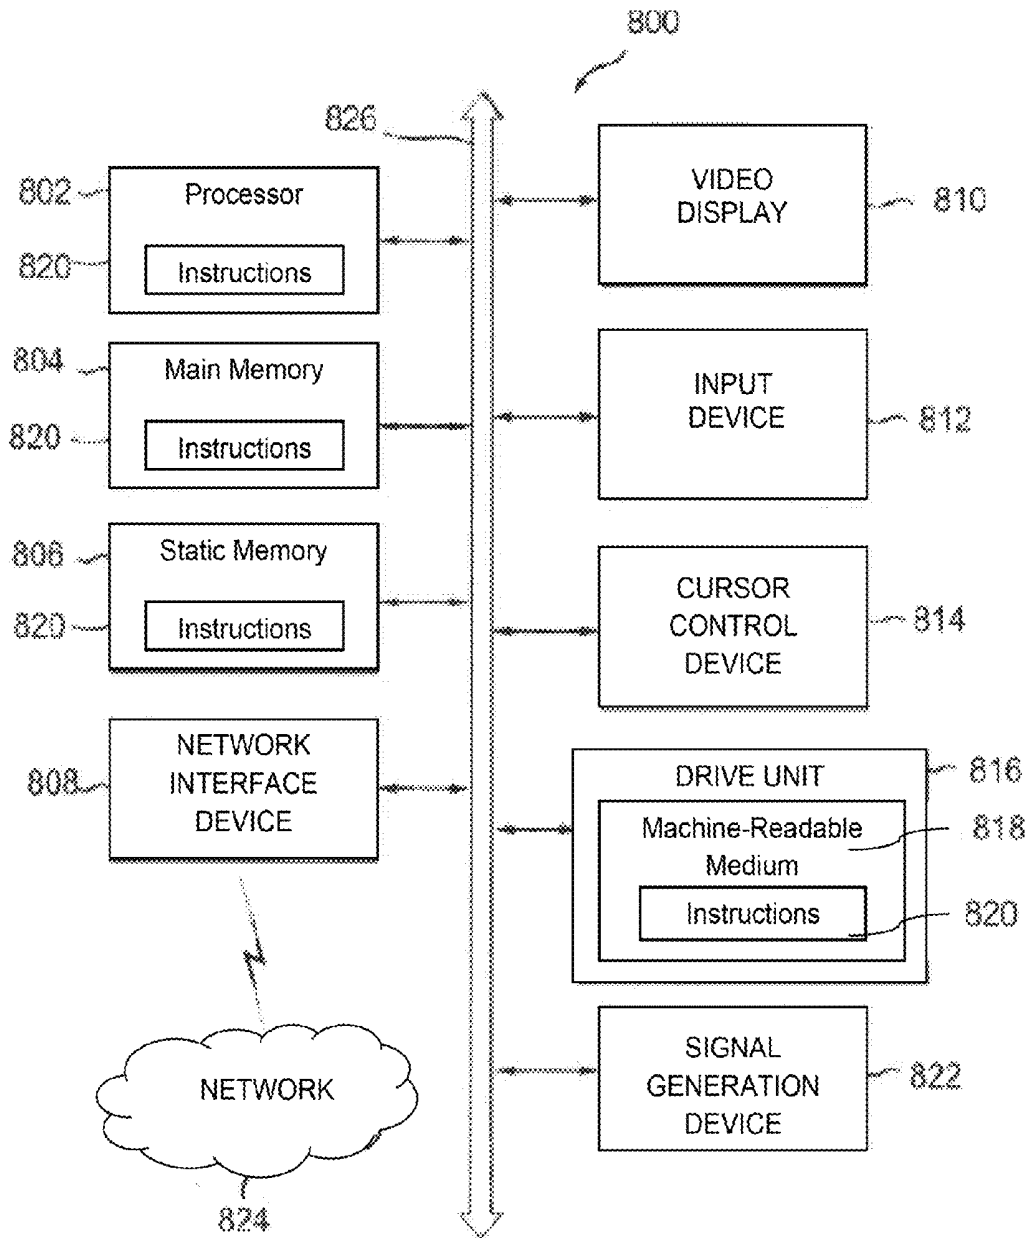 800
826
802
Processor
820
Instructions
804
Main Memory
820
Instructions
806
Static Memory
820
Instructions
808
NETWORK
INTERFACE
DEVICE
NETWORK
824
VIDEO
DISPLAY
810
INPUT
DEVICE
812
CURSOR
CONTROL
DEVICE
814
DRIVE UNIT
816
Machine-Readable
Medium
818
Instructions
820
SIGNAL
GENERATION
DEVICE
822